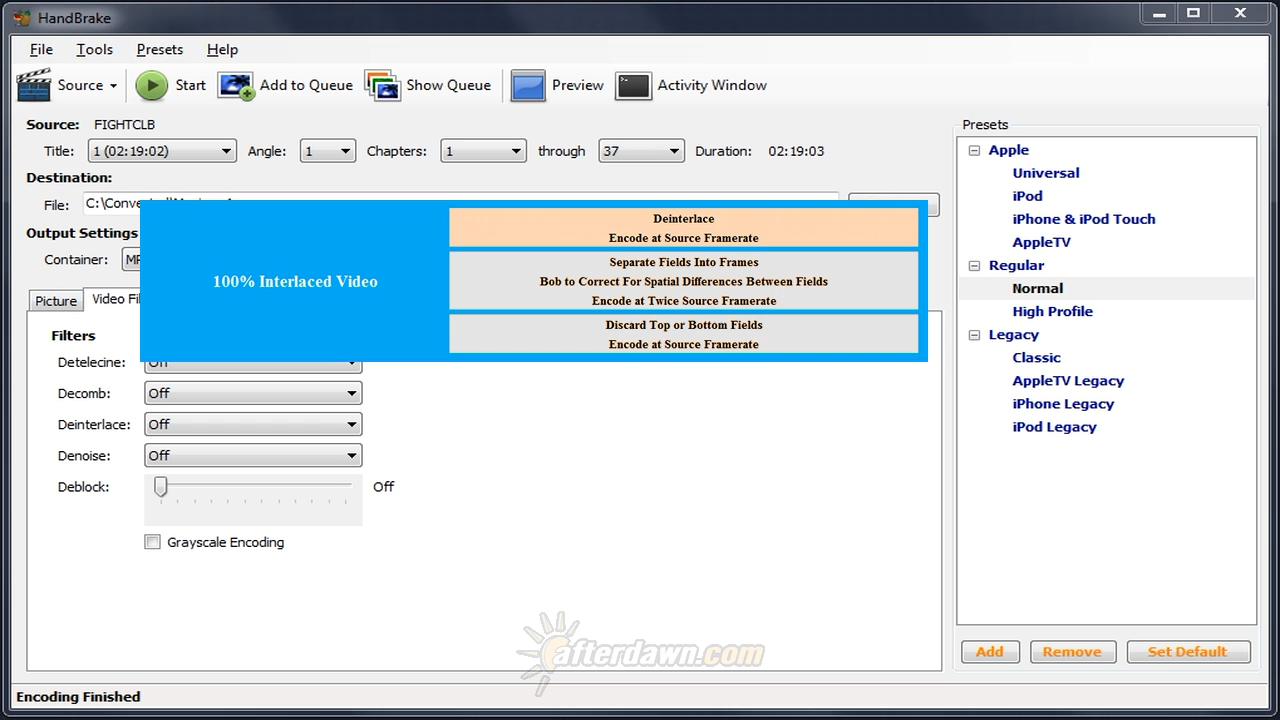 HandBrake
File Tools Presets Help
Source Start Add to Queue Show Queue Preview Activity Window
Source: FIGHTCLB
Title: 1 (02:19:02) Angle: 1 Chapters: 1 through 37 Duration: 02:19:03
Destination:
File:
Output Settings
Container:
Picture
Filters
Detelecine: Off
Decomb: Off
Deinterlace: Off
Denoise: Off
Deblock: Off
Grayscale Encoding
100% Interlaced Video
Deinterlace
Encode at Source Framerate
Separate Fields Into Frames
Bob to Correct For Spatial Differences Between Fields
Encode at Twice Source Framerate
Discard Top or Bottom Fields
Encode at Source Framerate
Presets
Apple
Universal
iPod
iPhone & iPod Touch
AppleTV
Regular
Normal
High Profile
Legacy
Classic
AppleTV Legacy
iPhone Legacy
iPod Legacy
Add Remove Set Default
afterdawn.com
Encoding Finished